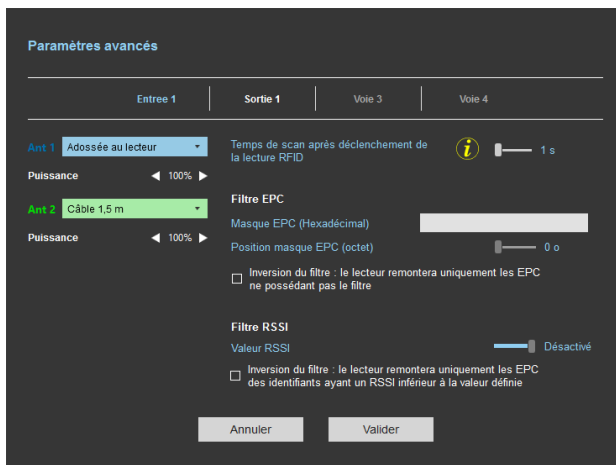 Paramètres avancés
Entree 1
Sortie 1
Voie 3
Voie 4
Ant 1 Adossée au lecteur
Puissance 100%
Ant 2 Câble 1,5 m
Puissance 100%
Temps de scan après déclenchement de
la lecture RFID
i
1 s
Filtre EPC
Masque EPC (Hexadécimal)
Position masque EPC (octet) 0 o
Inversion du filtre : le lecteur remontera uniquement les EPC
ne possédant pas le filtre
Filtre RSSI
Valeur RSSI Désactivé
Inversion du filtre : le lecteur remontera uniquement les EPC
des identifiants ayant un RSSI inférieur à la valeur définie
Annuler
Valider